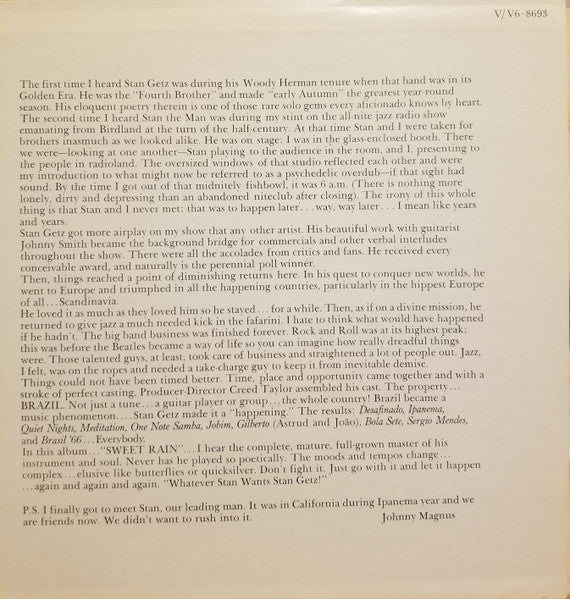 V/V6-8693
The first time I heard Stan Getz was during his Woody Herman tenure when that band was in its
Golden Era. He was the "Fourth Brother" and made "early Autumn" the greatest year-round
season. His eloquent poetry therein is one of those rare solo gems every aficionado knows by heart.
The second time I heard Stan the Man was during my stint on the all-nite jazz radio show
emanating from Birdland at the turn of the half-century. At that time Stan and I were taken for
brothers inasmuch as we looked alike. He was on stage; I was in the glass-enclosed booth. There
we were—looking at one another—Stan playing to the audience in the room, and I, presenting to
the people in radioland. The oversized windows of that studio reflected each other and were
my introduction to what might now be referred to as a psychedelic overdub—if that sight had
sound. By the time I got out of that midnitely fishbowl, it was 6 a.m. (There is nothing more
lonely, dirty and depressing than an abandoned niteclub after closing). The irony of this whole
thing is that Stan and I never met; that was to happen later...way, way later... I mean like years
and years.
Stan Getz got more airplay on my show that any other artist. His beautiful work with guitarist
Johnny Smith became the background bridge for commercials and other verbal interludes
throughout the show. There were all the accolades from critics and fans. He received every
conceivable award, and naturally is the perennial poll winner.
Then, things reached a point of diminishing returns here. In his quest to conquer new worlds, he
went to Europe and triumphed in all the happening countries, particularly in the hippest Europe
of all...Scandinavia.
He loved it as much as they loved him so he stayed... for a while. Then, as if on a divine mission, he
returned to give jazz a much needed kick in the fafarini. I hate to think what would have happened
if he hadn't. The big band business was finished forever. Rock and Roll was at its highest peak;
this was before the Beatles became a way of life so you can imagine how really dreadful things
were. Those talented guys, at least, took care of business and straightened a lot of people out. Jazz,
I felt, was on the ropes and needed a take-charge guy to keep it from inevitable demise.
Things could not have been timed better. Time, place and opportunity came together and with a
stroke of perfect casting, Producer-Director Creed Taylor assembled his cast. The property...
BRAZIL. Not just a tune...a guitar player or group...the whole country! Brazil became a
music phenomenon....Stan Getz made it a "happening." The results: Desafinado, Ipanema,
Quiet Nights, Meditation, One Note Samba, Jobim, Gilberto (Astrud and João), Bola Sete, Sergio Mendes,
and Brasil '66...Everybody.
In this album..."SWEET RAIN"...I hear the complete, mature, full-grown master of his
instrument and soul. Never has he played so poetically. The moods and tempos change...
complex...elusive like butterflies or quicksilver. Don't fight it. Just go with it and let it happen
...again and again and again. "Whatever Stan Wants Stan Getz!"
P.S. I finally got to meet Stan, our leading man. It was in California during Ipanema year and we
are friends now. We didn't want to rush into it. Johnny Magnus